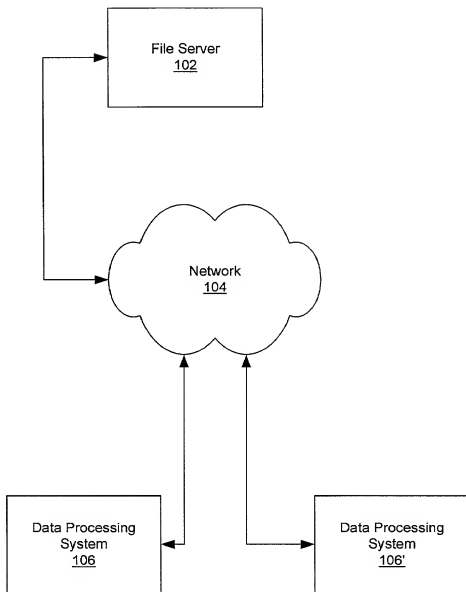 File Server
102
Network
104
Data Processing
System
106
Data Processing
System
106'